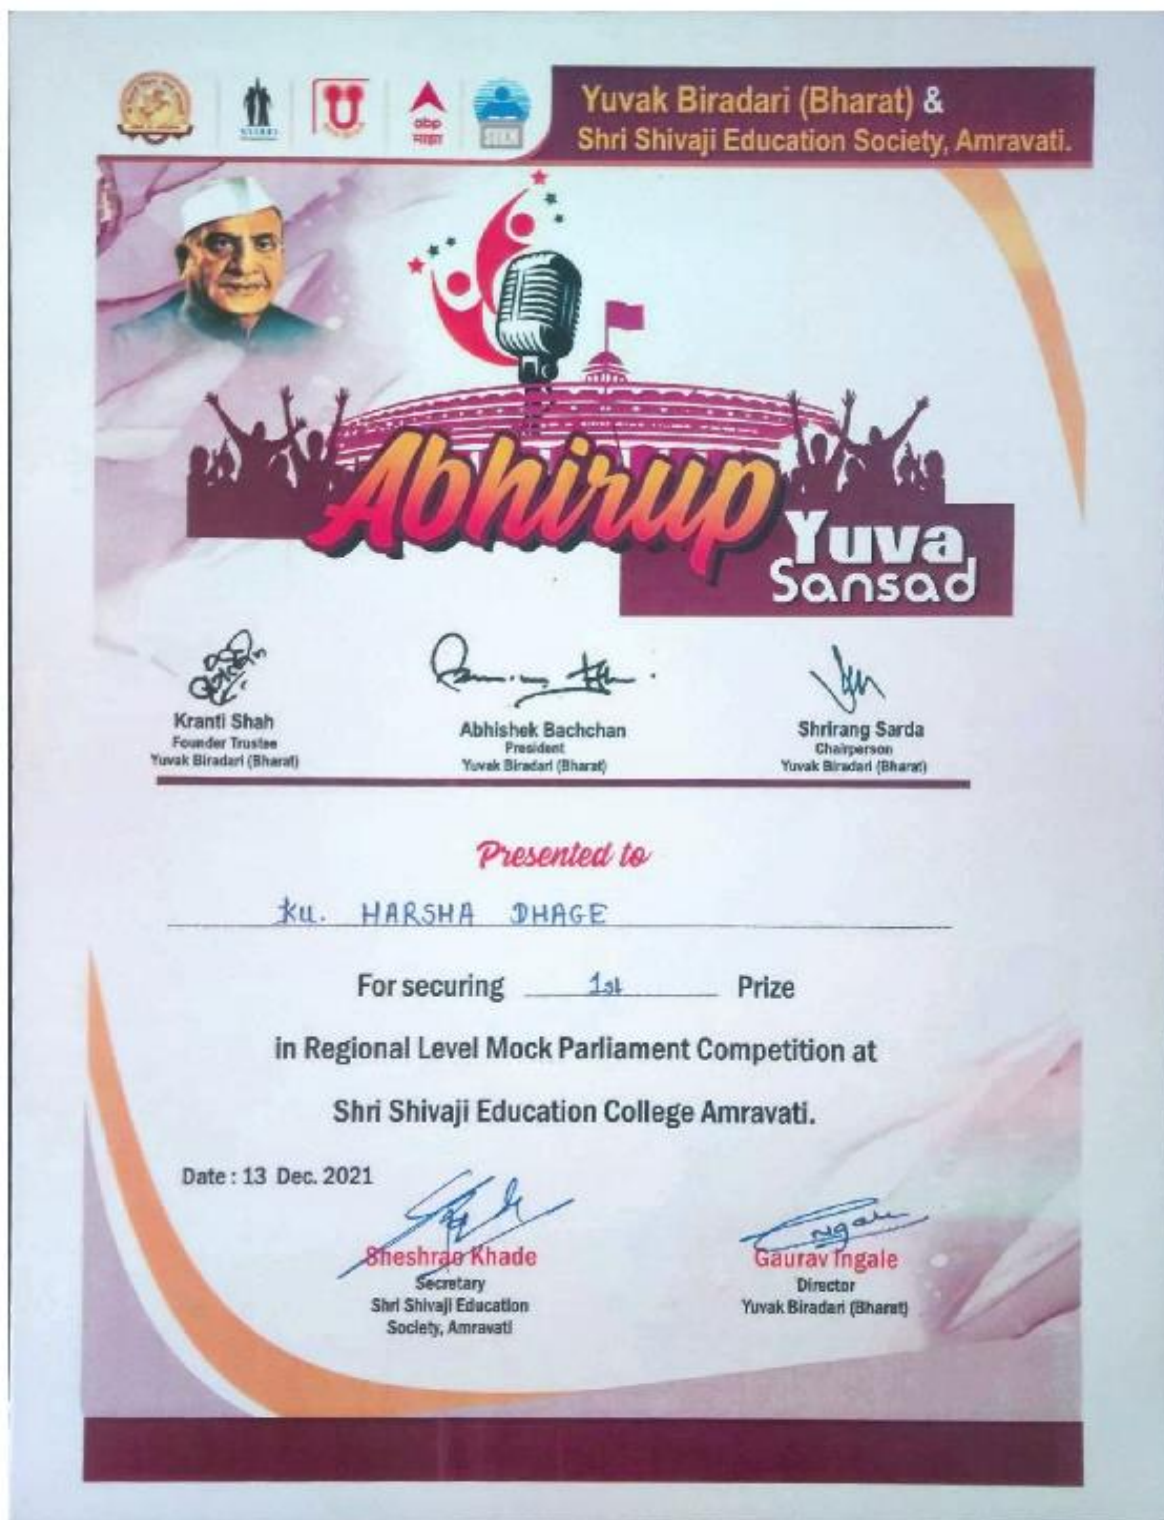 Yuvak Biradari (Bharat) &
Shri Shivaji Education Society, Amravati.
abp
माझा
Abhirup
Yuva
Sansad
Kranti Shah
Founder Trustee
Yuvak Biradari (Bharat)
Abhishek Bachchan
President
Yuvak Biradari (Bharat)
Shrirang Sarda
Chairperson
Yuvak Biradari (Bharat)
Presented to
Ku. HARSHA DHAGE
For securing 1st Prize
in Regional Level Mock Parliament Competition at
Shri Shivaji Education College Amravati.
Date : 13 Dec. 2021
Sheshrao Khade
Secretary
Shri Shivaji Education
Society, Amravati
Ingale
Gaurav Ingale
Director
Yuvak Biradari (Bharat)